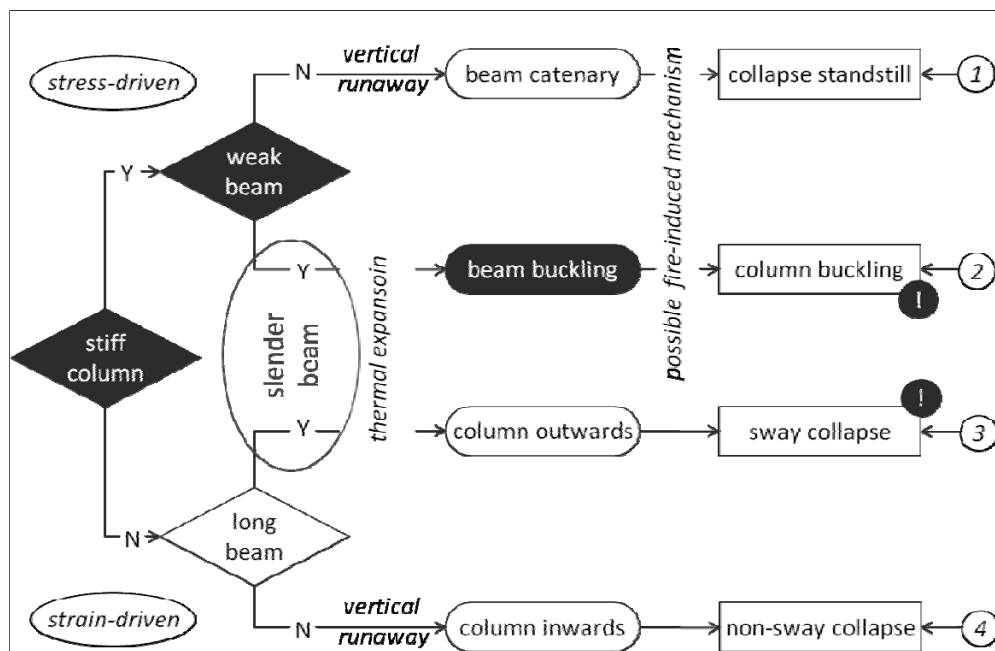 stress-driven
N
vertical
runaway
beam catenary
collapse standstill
1
weak
beam
Y
Y
beam buckling
column buckling
2
!
stiff
column
slender
beam
thermal expansoin
possible fire-induced mechanism
!
Y
column outwards
sway collapse
3
N
long
beam
strain-driven
N
vertical
runaway
column inwards
non-sway collapse
4